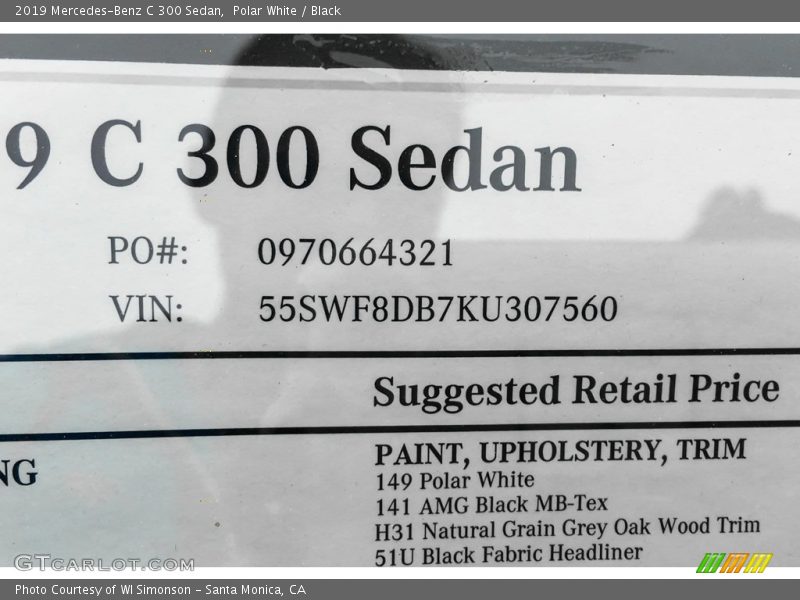 2019 Mercedes-Benz C 300 Sedan, Polar White / Black
9 C 300 Sedan
PO#: 0970664321
VIN: 55SWF8DB7KU307560
Suggested Retail Price
NG
PAINT, UPHOLSTERY, TRIM
149 Polar White
141 AMG Black MB-Tex
H31 Natural Grain Grey Oak Wood Trim
51U Black Fabric Headliner
GTcarlot.com
Photo Courtesy of WI Simonson - Santa Monica, CA